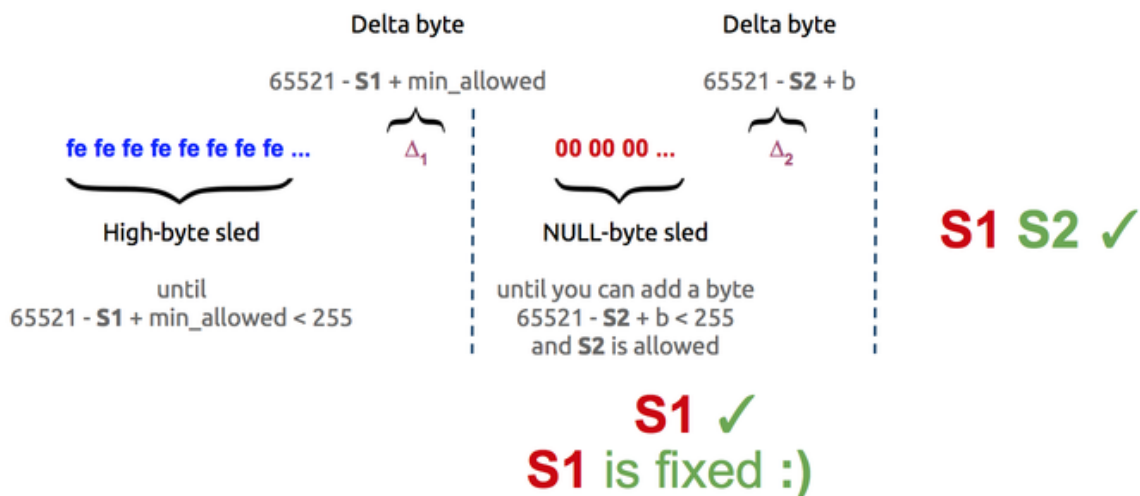 Delta byte
Delta byte
65521 - S1 + min_allowed
65521 - S2 + b
fe fe fe fe fe fe fe fe ...
Δ1
00 00 00 ...
Δ2
High-byte sled
NULL-byte sled
S1 S2 ✓
until
65521 - S1 + min_allowed < 255
until you can add a byte
65521 - S2 + b < 255
and S2 is allowed
S1 ✓
S1 is fixed :)